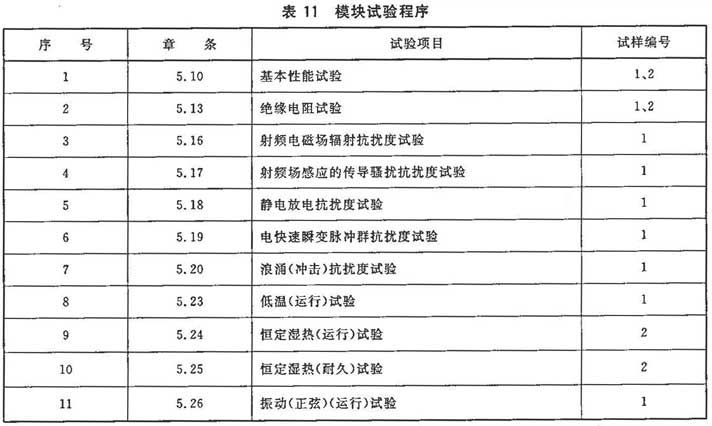 表 11 模块试验程序
序 号 章 条 试验项目 试样编号
1 5.10 基本性能试验 1、2
2 5.13 绝缘电阻试验 1、2
3 5.16 射频电磁场辐射抗扰度试验 1
4 5.17 射频场感应的传导骚扰抗扰度试验 1
5 5.18 静电放电抗扰度试验 1
6 5.19 电快速瞬变脉冲群抗扰度试验 1
7 5.20 浪涌(冲击)抗扰度试验 1
8 5.23 低温(运行)试验 1
9 5.24 恒定湿热(运行)试验 2
10 5.25 恒定湿热(耐久)试验 2
11 5.26 振动(正弦)(运行)试验 1